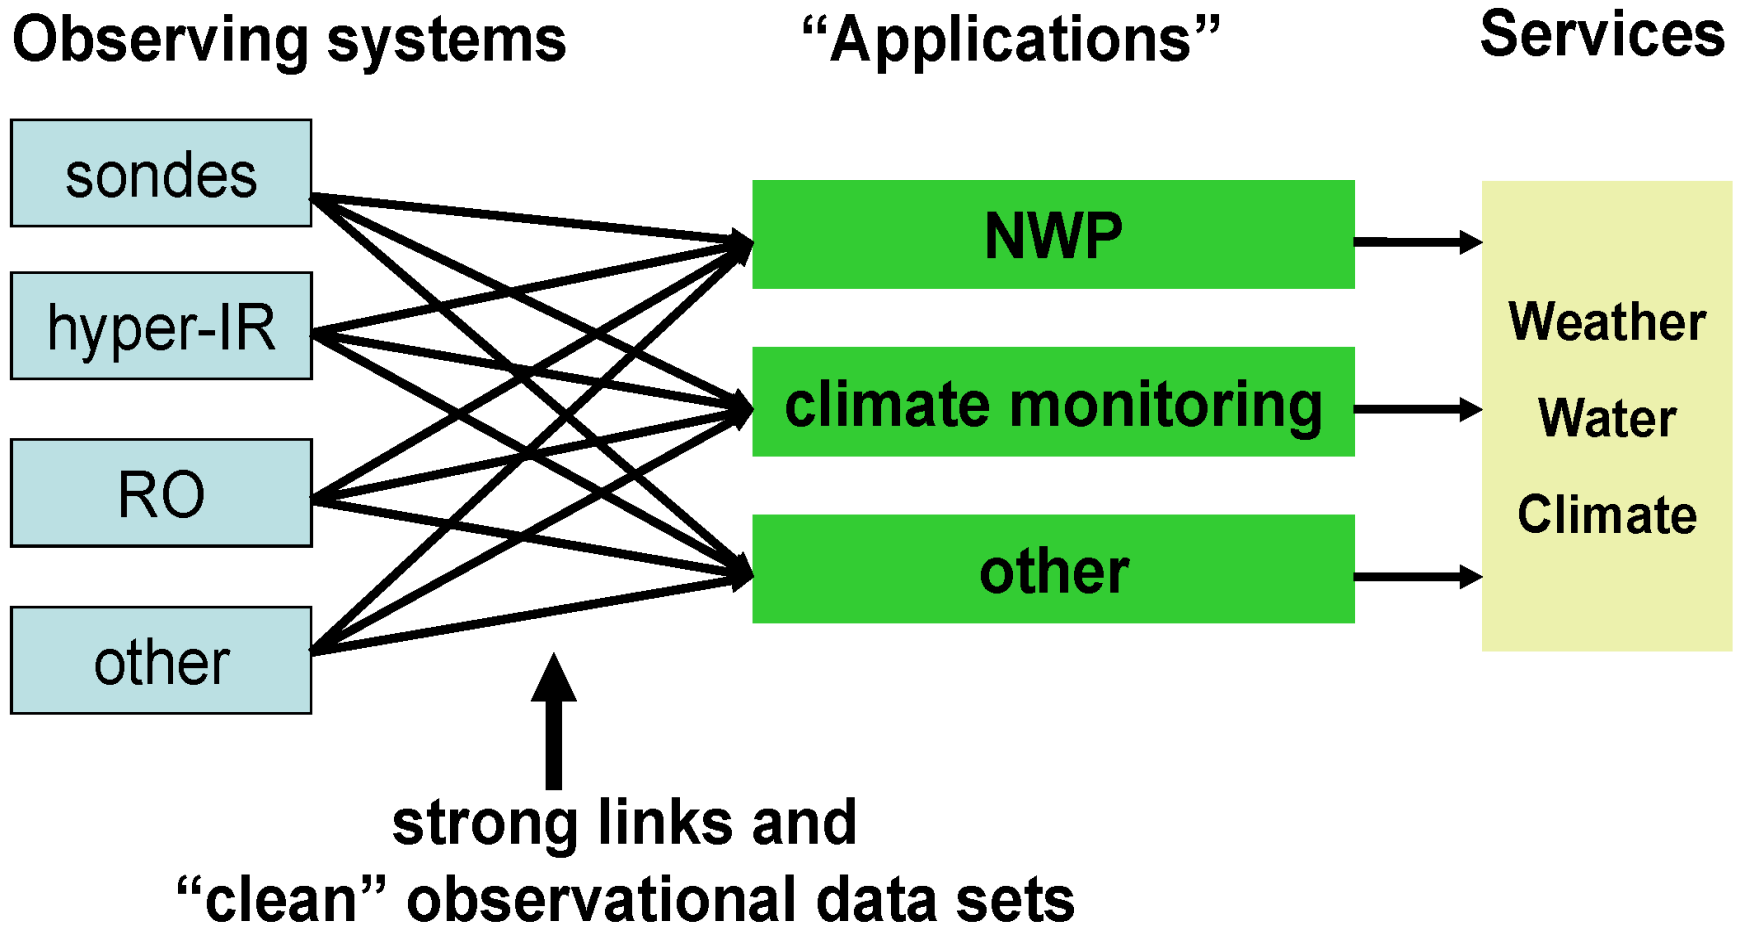 Observing systems
“Applications”
Services
sondes
hyper-IR
RO
other
NWP
climate monitoring
other
Weather
Water
Climate
strong links and
“clean” observational data sets